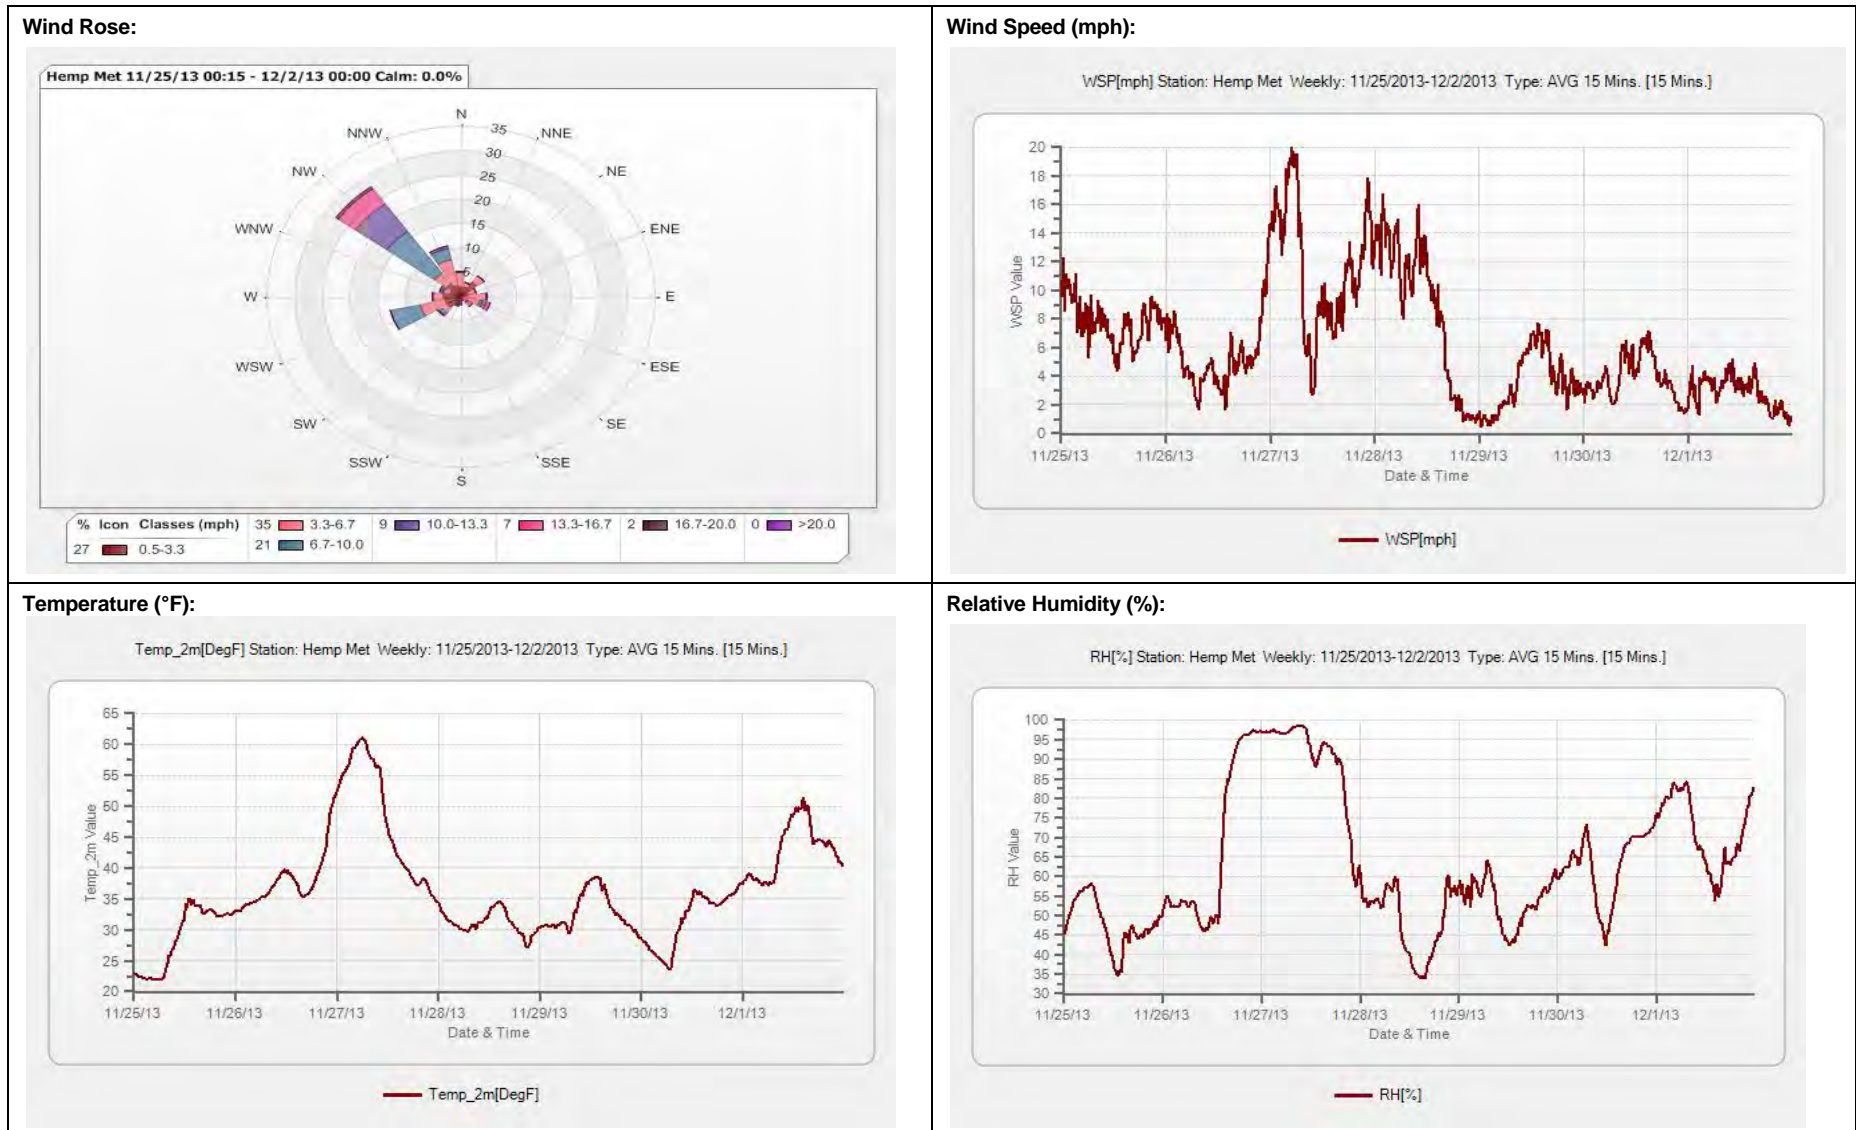 Wind Rose:
Hemp Met 11/25/13 00:15 - 12/2/13 00:00 Calm: 0.0%
N
NNE
NE
ENE
E
ESE
SE
SSE
S
SSW
SW
WSW
W
WNW
NW
NNW
35
30
25
20
15
10
5
% Icon Classes (mph) 35 3.3-6.7 9 10.0-13.3 7 13.3-16.7 2 16.7-20.0 0 >20.0
27 0.5-3.3 21 6.7-10.0
Wind Speed (mph):
WSP[mph] Station: Hemp Met Weekly: 11/25/2013-12/2/2013 Type: AVG 15 Mins. [15 Mins.]
WSP Value
20
18
16
14
12
10
8
6
4
2
0
11/25/13 11/26/13 11/27/13 11/28/13 11/29/13 11/30/13 12/1/13
Date & Time
WSP[mph]
Temperature (°F):
Temp_2m[DegF] Station: Hemp Met Weekly: 11/25/2013-12/2/2013 Type: AVG 15 Mins. [15 Mins.]
Temp_2m Value
65
60
55
50
45
40
35
30
25
20
11/25/13 11/26/13 11/27/13 11/28/13 11/29/13 11/30/13 12/1/13
Date & Time
Temp_2m[DegF]
Relative Humidity (%):
RH[%] Station: Hemp Met Weekly: 11/25/2013-12/2/2013 Type: AVG 15 Mins. [15 Mins.]
RH Value
100
95
90
85
80
75
70
65
60
55
50
45
40
35
30
11/25/13 11/26/13 11/27/13 11/28/13 11/29/13 11/30/13 12/1/13
Date & Time
RH[%]